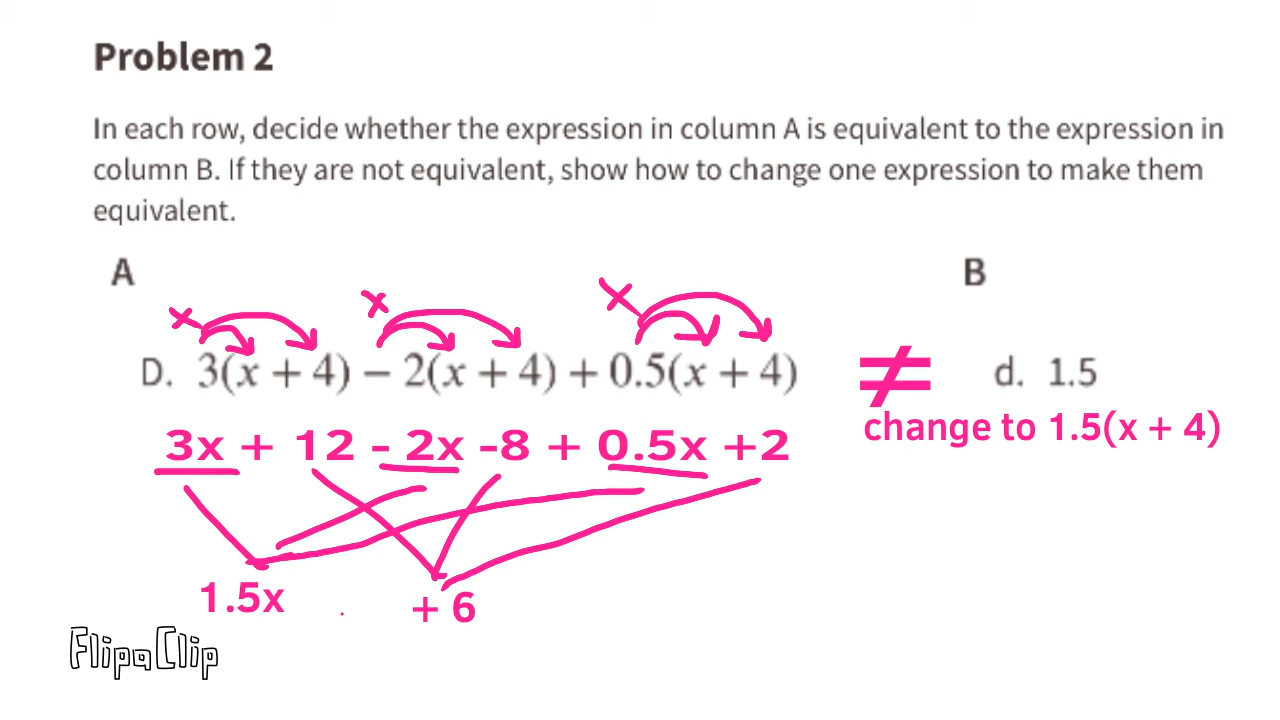 Problem 2
In each row, decide whether the expression in column A is equivalent to the expression in
column B. If they are not equivalent, show how to change one expression to make them
equivalent.
A B
x x x
D. 3(x + 4) − 2(x + 4) + 0.5(x + 4) ≠ d. 1.5
change to 1.5(x + 4)
3x + 12 - 2x -8 + 0.5x +2
1.5x + 6
FlipaClip